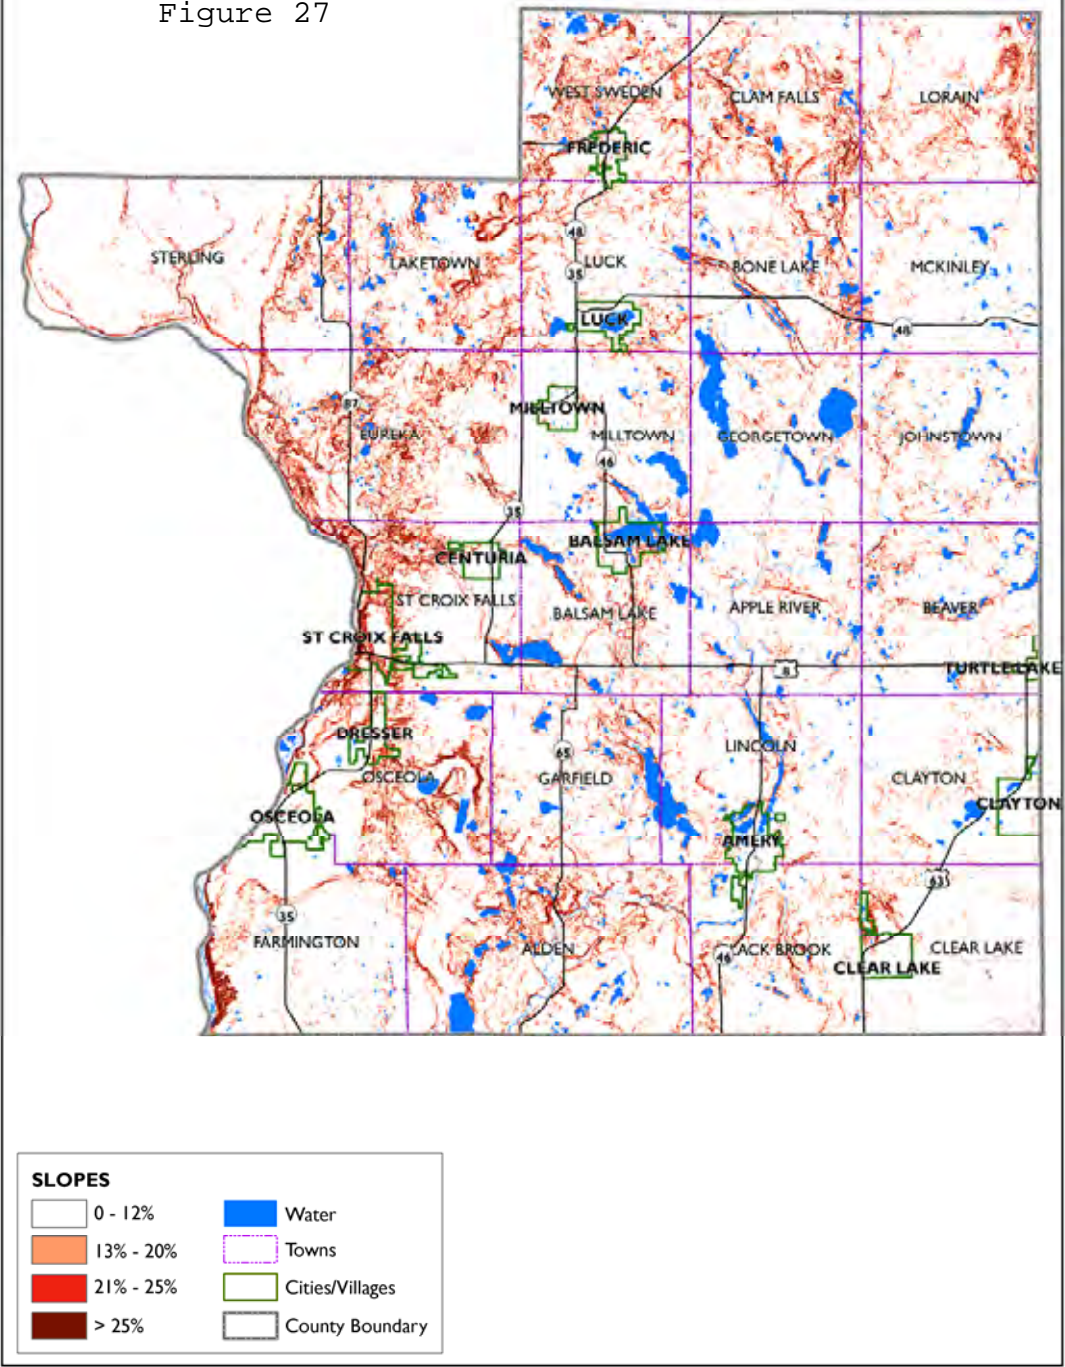 Figure 27
WEST SWEDEN
CLAM FALLS
LORAIN
FREDERIC
48
35
LUCK
STERLING
LAKETOWN
BONE LAKE
MCKINLEY
LUCK
48
87
MILLTOWN
EUREKA
MILLTOWN
GEORGETOWN
JOHNSTOWN
46
35
BALSAM LAKE
CENTURIA
ST CROIX FALLS
BALSAM LAKE
APPLE RIVER
BEAVER
ST CROIX FALLS
8
TURTLE LAKE
DRESSER
LINCOLN
65
OSCEOLA
GARFIELD
CLAYTON
CLAYTON
OSCEOLA
AMERY
63
35
FARMINGTON
ALDEN
46
ACK BROOK
CLEAR LAKE
CLEAR LAKE
SLOPES
0 - 12%
Water
13% - 20%
Towns
21% - 25%
Cities/Villages
> 25%
County Boundary